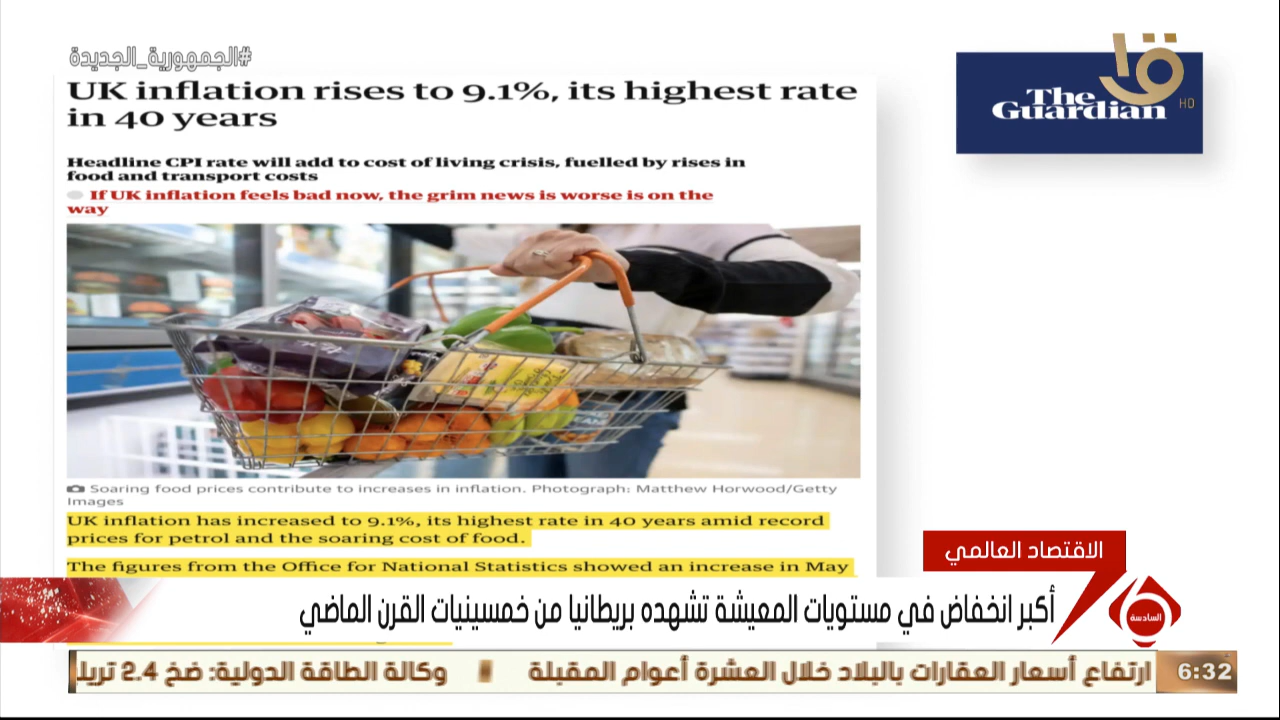 #الجمهورية_الجديدة
The
Guardian
HD
UK inflation rises to 9.1%, its highest rate
in 40 years
Headline CPI rate will add to cost of living crisis, fuelled by rises in
food and transport costs
If UK inflation feels bad now, the grim news is worse is on the
way
Soaring food prices contribute to increases in inflation. Photograph: Matthew Horwood/Getty
Images
UK inflation has increased to 9.1%, its highest rate in 40 years amid record
prices for petrol and the soaring cost of food.
The figures from the Office for National Statistics showed an increase in May
الاقتصاد العالمي
أكبر انخفاض في مستويات المعيشة تشهده بريطانيا من خمسينيات القرن الماضي
السادسة
6:32
ارتفاع أسعار العقارات بالبلاد خلال العشرة أعوام المقبلة
وكالة الطاقة الدولية: ضخ 2.4